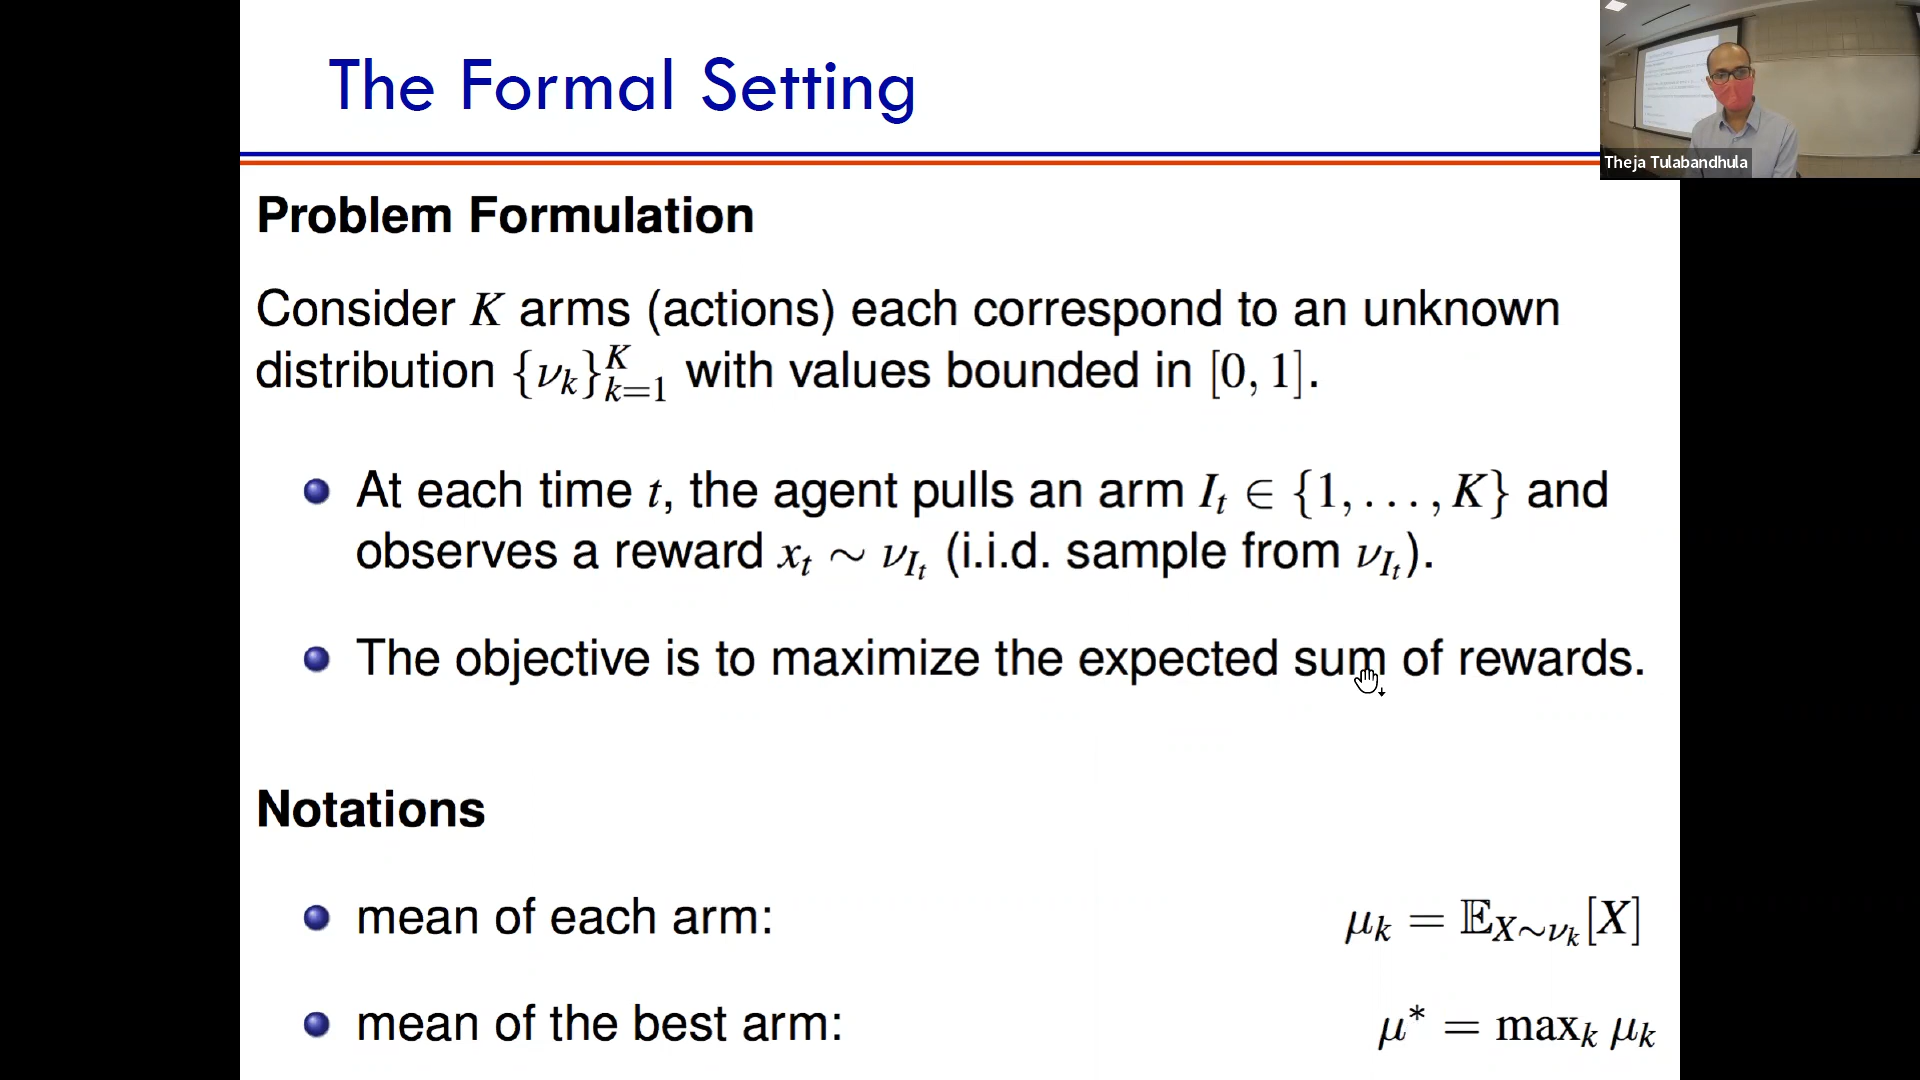 The Formal Setting
Theja Tulabandhula
Problem Formulation
Consider K arms (actions) each correspond to an unknown
distribution {ν_k}_{k=1}^K with values bounded in [0, 1].
At each time t, the agent pulls an arm I_t ∈ {1, . . . , K} and
observes a reward x_t ∼ ν_{I_t} (i.i.d. sample from ν_{I_t}).
The objective is to maximize the expected sum of rewards.
Notations
mean of each arm: μ_k = 𝔼_{X∼ν_k}[X]
mean of the best arm: μ* = max_k μ_k